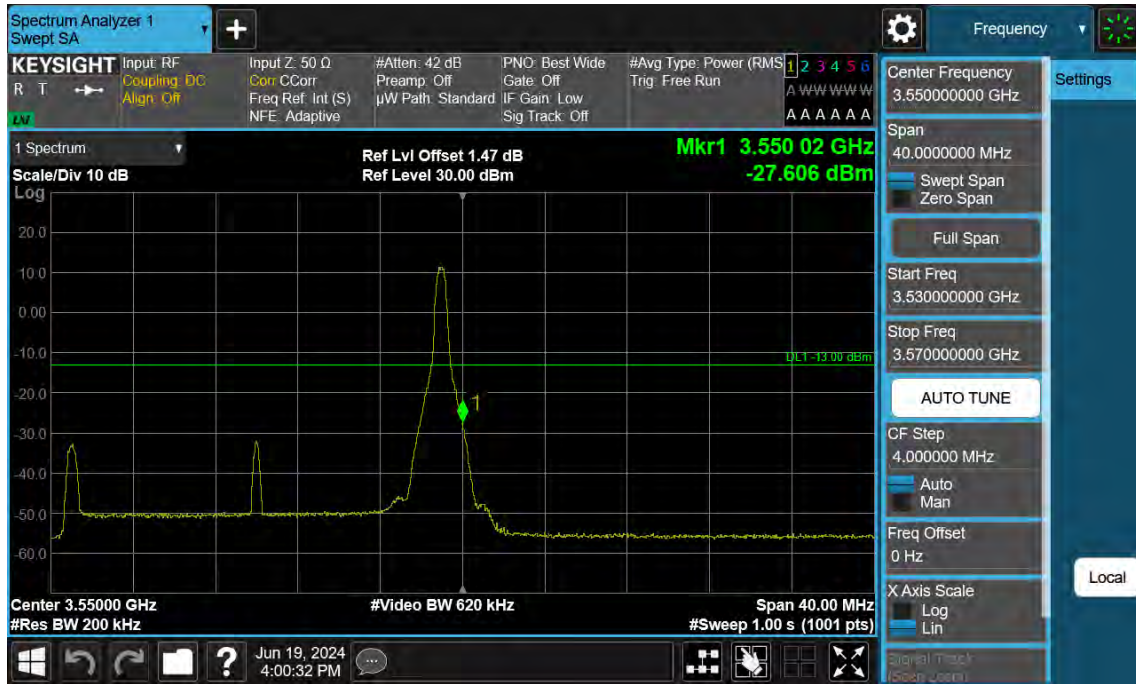 Spectrum Analyzer 1
Swept SA
+
Frequency
KEYSIGHT
R T
LXI
Input: RF
Coupling: DC
Align: Off
Input Z: 50 Ω
Corr CCorr
Freq Ref: Int (S)
NFE: Adaptive
#Atten: 42 dB
Preamp: Off
µW Path: Standard
PNO: Best Wide
Gate: Off
IF Gain: Low
Sig Track: Off
#Avg Type: Power (RMS
Trig: Free Run
1 2 3 4 5 6
A W W W W W
A A A A A A
Center Frequency
3.550000000 GHz
Settings
1 Spectrum
Scale/Div 10 dB
Log
Ref Lvl Offset 1.47 dB
Ref Level 30.00 dBm
Mkr1 3.550 02 GHz
-27.606 dBm
Span
40.0000000 MHz
Swept Span
Zero Span
Full Span
Start Freq
3.530000000 GHz
Stop Freq
3.570000000 GHz
AUTO TUNE
CF Step
4.000000 MHz
Auto
Man
Freq Offset
0 Hz
X Axis Scale
Log
Lin
Signal Track
(Span Zoom)
Local
20.0
10.0
0.00
-10.0
DL1 -13.00 dBm
-20.0
1
-30.0
-40.0
-50.0
-60.0
Center 3.55000 GHz
#Res BW 200 kHz
#Video BW 620 kHz
Span 40.00 MHz
#Sweep 1.00 s (1001 pts)
?
Jun 19, 2024
4:00:32 PM